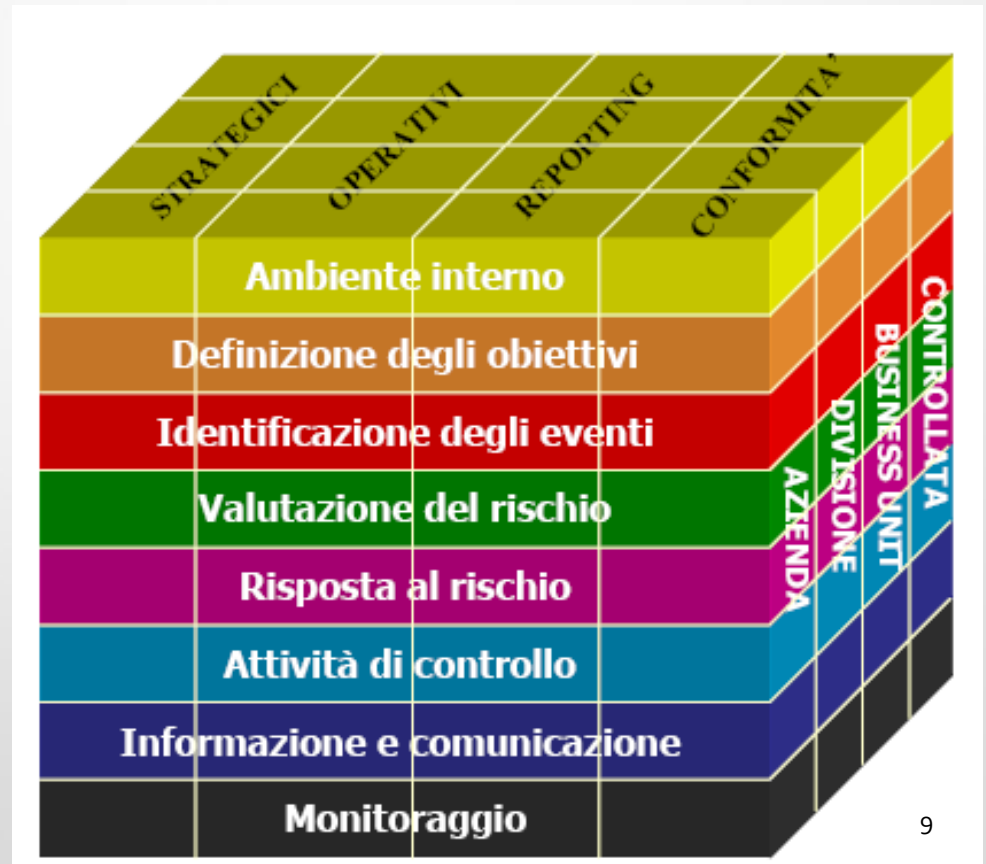 STRATEGICI
OPERATIVI
REPORTING
CONFORMITA'
Ambiente interno
Definizione degli obiettivi
Identificazione degli eventi
Valutazione del rischio
Risposta al rischio
Attività di controllo
Informazione e comunicazione
Monitoraggio
AZIENDA
DIVISIONE
BUSINESS UNIT
CONTROLLATA
9